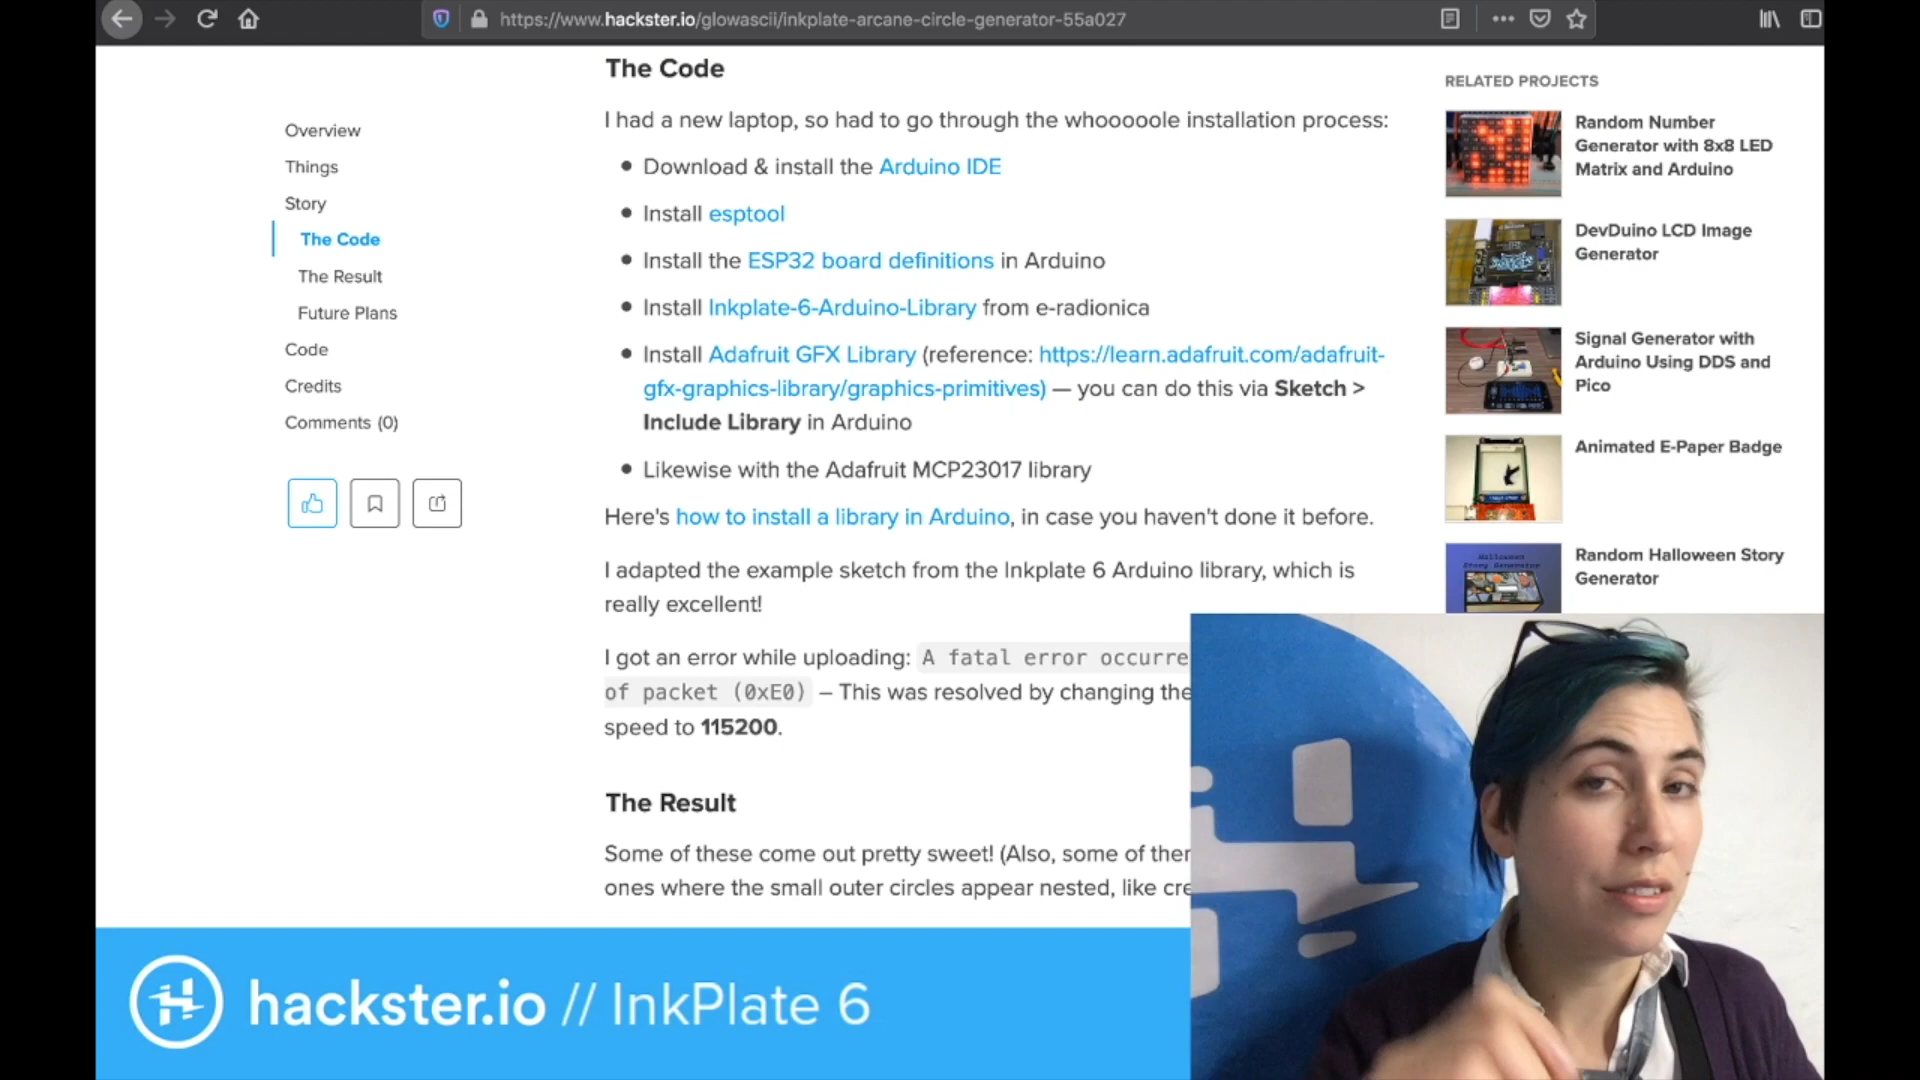 https://www.hackster.io/glowascii/inkplate-arcane-circle-generator-55a027
The Code
I had a new laptop, so had to go through the whooooole installation process:
Download & install the Arduino IDE
Install esptool
Install the ESP32 board definitions in Arduino
Install Inkplate-6-Arduino-Library from e-radionica
Install Adafruit GFX Library (reference: https://learn.adafruit.com/adafruit-
gfx-graphics-library/graphics-primitives) — you can do this via Sketch >
Include Library in Arduino
Likewise with the Adafruit MCP23017 library
Here's how to install a library in Arduino, in case you haven't done it before.
I adapted the example sketch from the Inkplate 6 Arduino library, which is
really excellent!
I got an error while uploading: A fatal error occurre
of packet (0xE0) – This was resolved by changing the
speed to 115200.
The Result
Some of these come out pretty sweet! (Also, some of ther
ones where the small outer circles appear nested, like cre
Overview
Things
Story
The Code
The Result
Future Plans
Code
Credits
Comments (0)
RELATED PROJECTS
Random Number
Generator with 8x8 LED
Matrix and Arduino
DevDuino LCD Image
Generator
Signal Generator with
Arduino Using DDS and
Pico
Animated E-Paper Badge
Random Halloween Story
Generator
Halloween
Story Generator
hackster.io // InkPlate 6